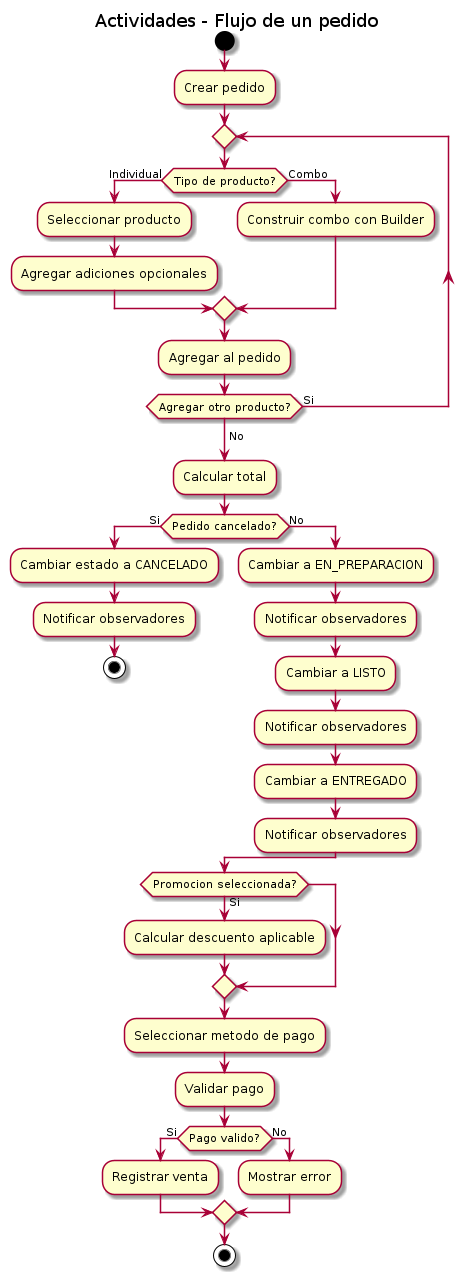 Actividades - Flujo de un pedido
Crear pedido
Tipo de producto?
Individual
Combo
Seleccionar producto
Construir combo con Builder
Agregar adiciones opcionales
Agregar al pedido
Agregar otro producto?
Si
No
Calcular total
Pedido cancelado?
Si
No
Cambiar estado a CANCELADO
Cambiar a EN_PREPARACION
Notificar observadores
Notificar observadores
Cambiar a LISTO
Notificar observadores
Cambiar a ENTREGADO
Notificar observadores
Promocion seleccionada?
Si
Calcular descuento aplicable
Seleccionar metodo de pago
Validar pago
Pago valido?
Si
No
Registrar venta
Mostrar error